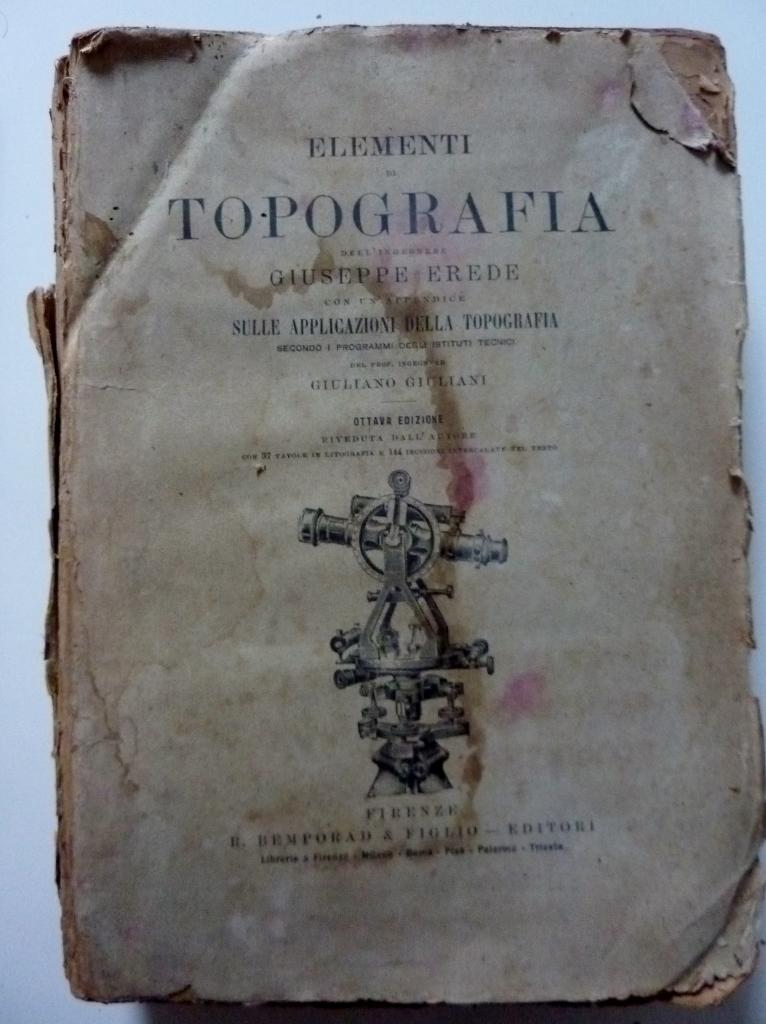 ELEMENTI
DI
TOPOGRAFIA
DELL'INGEGNERE
GIUSEPPE EREDE
CON UN'APPENDICE
SULLE APPLICAZIONI DELLA TOPOGRAFIA
SECONDO I PROGRAMMI DEGLI ISTITUTI TECNICI
DEL PROF. INGEGNERE
GIULIANO GIULIANI
OTTAVA EDIZIONE
RIVEDUTA DALL'AUTORE
CON 37 TAVOLE IN LITOGRAFIA E 144 INCISIONI INTERCALATE NEL TESTO
FIRENZE
R. BEMPORAD & FIGLIO — EDITORI
Librerie a Firenze - Milano - Roma - Pisa - Palermo - Trieste